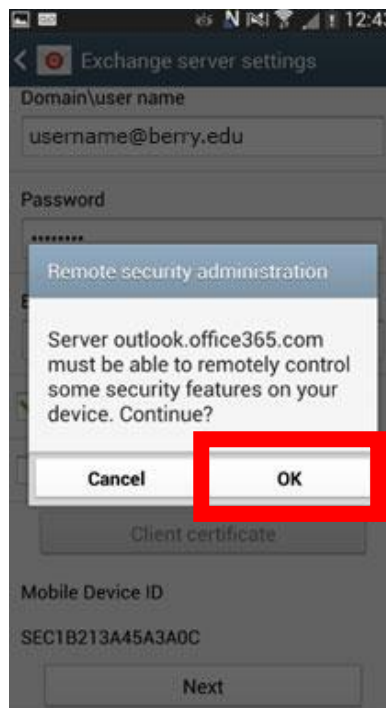 12:43
Exchange server settings
Domain\user name
username@berry.edu
Password
Remote security administration
Server outlook.office365.com
must be able to remotely control
some security features on your
device. Continue?
Cancel
OK
Client certificate
Mobile Device ID
SEC1B213A45A3A0C
Next